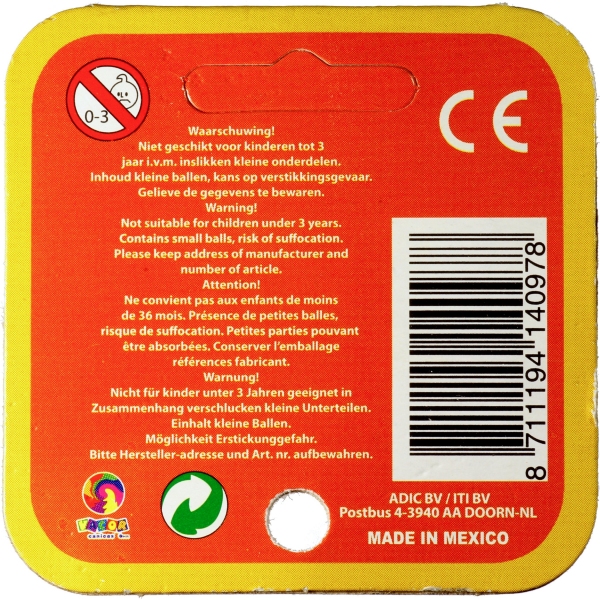 0-3
CE
Waarschuwing!
Niet geschikt voor kinderen tot 3
jaar i.v.m. inslikken kleine onderdelen.
Inhoud kleine ballen, kans op verstikkingsgevaar.
Gelieve de gegevens te bewaren.
Warning!
Not suitable for children under 3 years.
Contains small balls, risk of suffocation.
Please keep address of manufacturer and
number of article.
Attention!
Ne convient pas aux enfants de moins
de 36 mois. Présence de petites balles,
risque de suffocation. Petites parties pouvant
être absorbées. Conserver l'emballage
références fabricant.
Warnung!
Nicht für kinder unter 3 Jahren geeignet in
Zusammenhang verschlucken kleine Unterteilen.
Einhalt kleine Ballen.
Möglichkeit Erstickungsgefahr.
Bitte Hersteller-adresse und Art. nr. aufbewahren.
8 711194 140978
VACOR
canicas
ADIC BV / ITI BV
Postbus 4-3940 AA DOORN-NL
MADE IN MEXICO